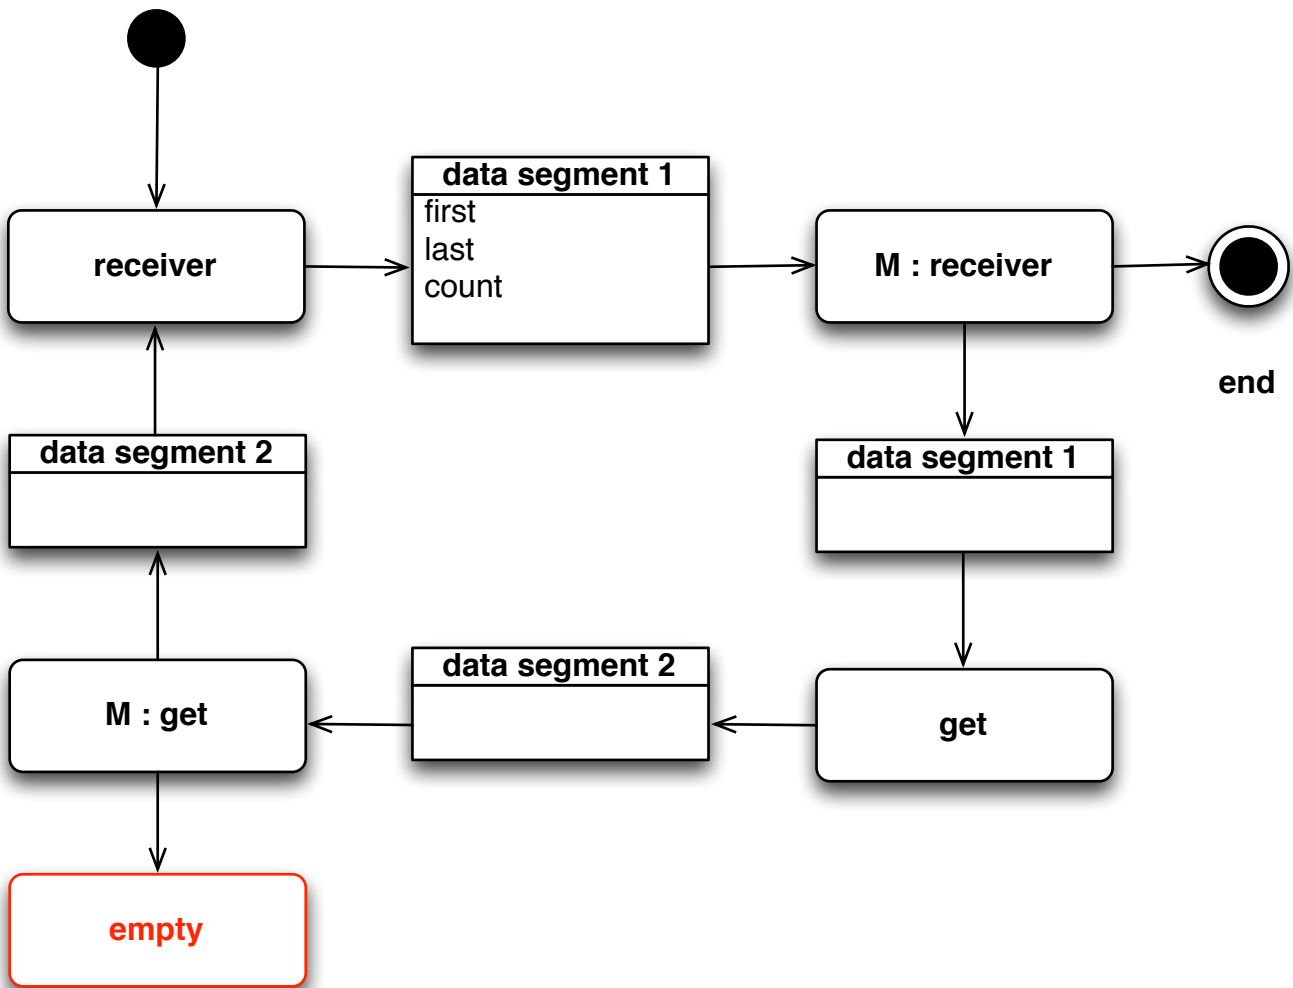 data segment 1
first
last
count
receiver
M : receiver
end
data segment 2
data segment 1
data segment 2
M : get
get
empty